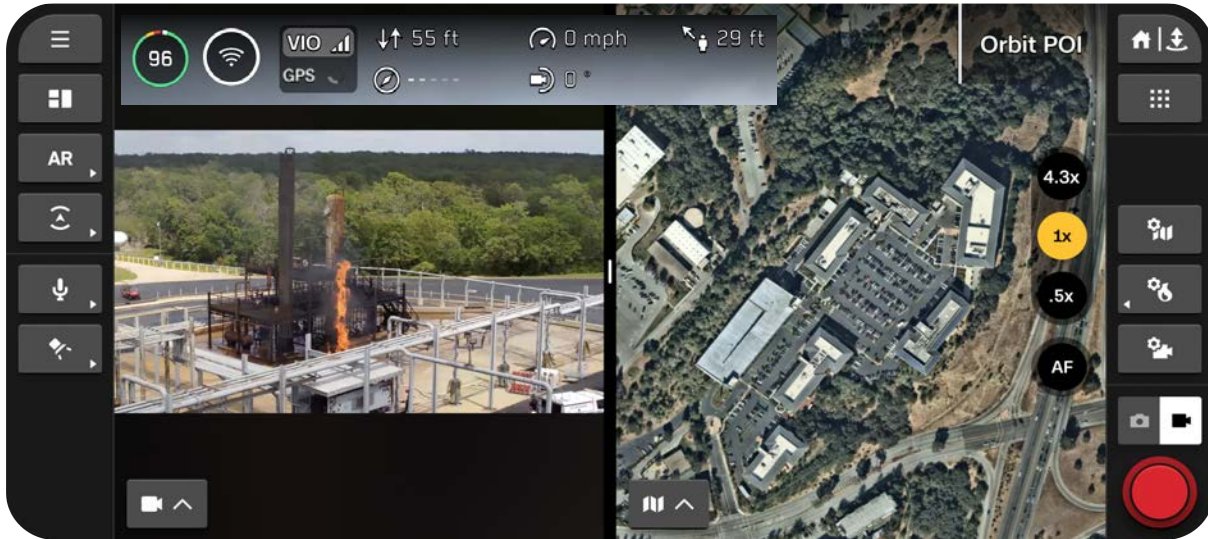 96
VIO
GPS
55 ft
-----
0 mph
0 °
29 ft
Orbit POI
AR
4.3x
1x
.5x
AF